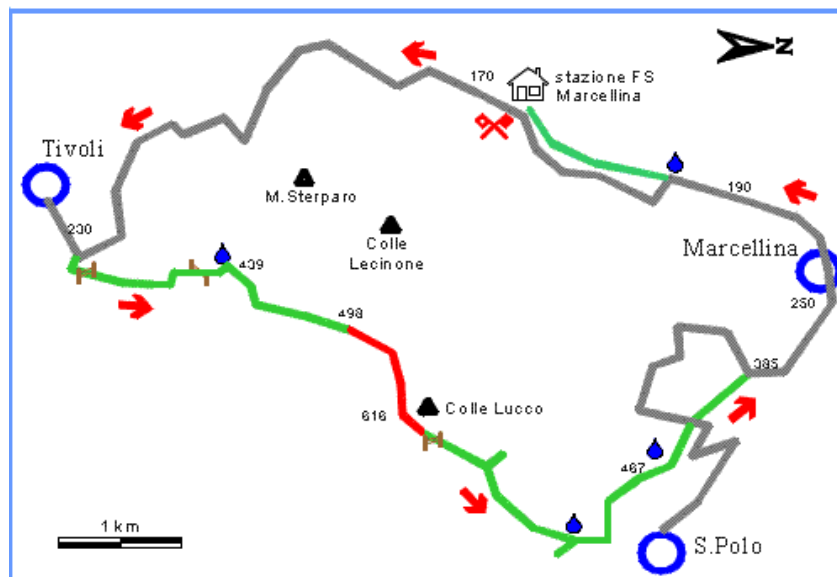 N
170
stazione FS
Marcellina
Tivoli
M.Sterparo
190
230
Colle
Lecinone
Marcellina
439
250
498
385
616
Colle Lucco
467
1 km
S.Polo